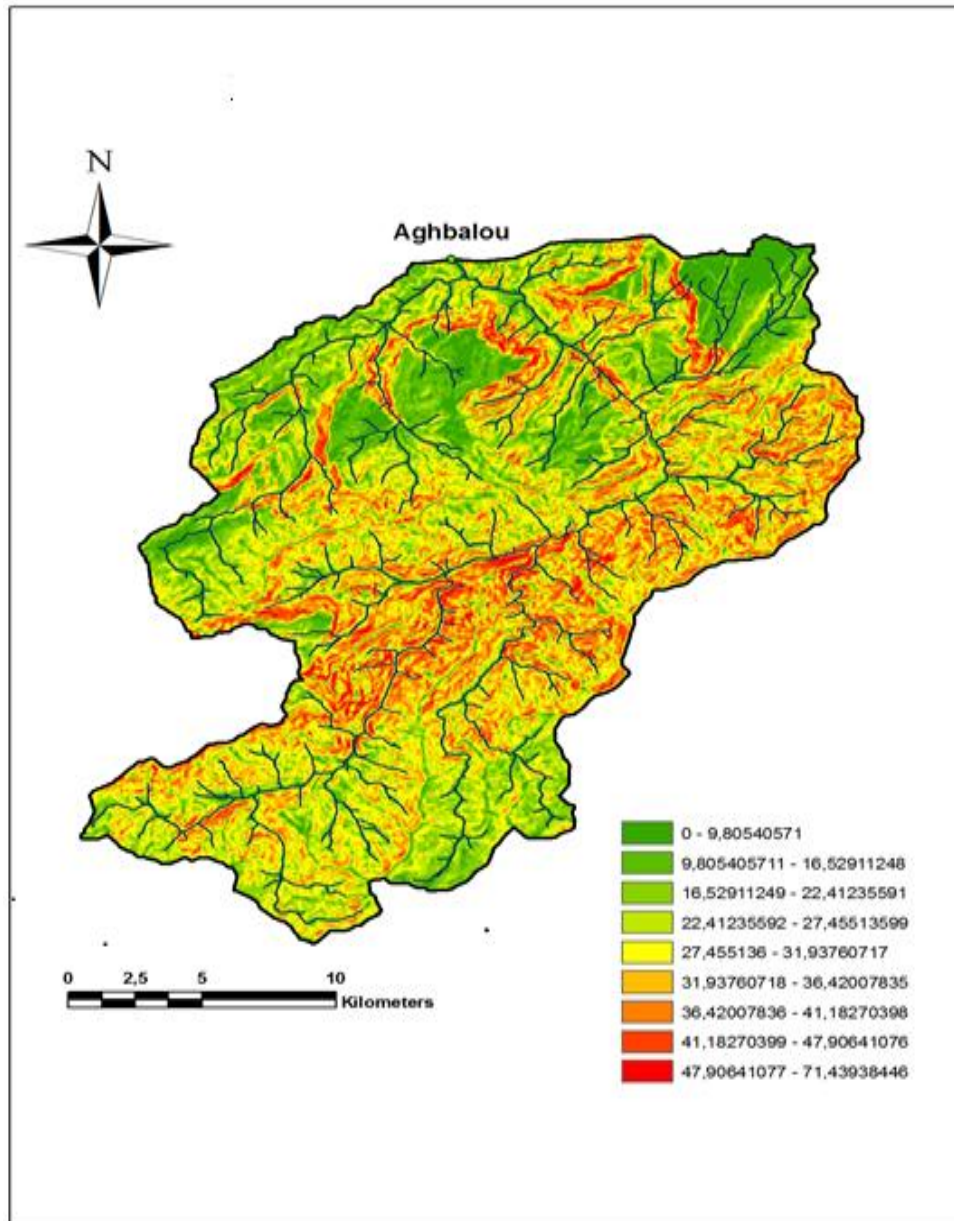 N
Aghbalou
0 - 9,80540571
9,805405711 - 16,52911248
16,52911249 - 22,41235591
22,41235592 - 27,45513599
27,455136 - 31,93760717
31,93760718 - 36,42007835
36,42007836 - 41,18270398
41,18270399 - 47,90641076
47,90641077 - 71,43938446
0 2,5 5 10
Kilometers